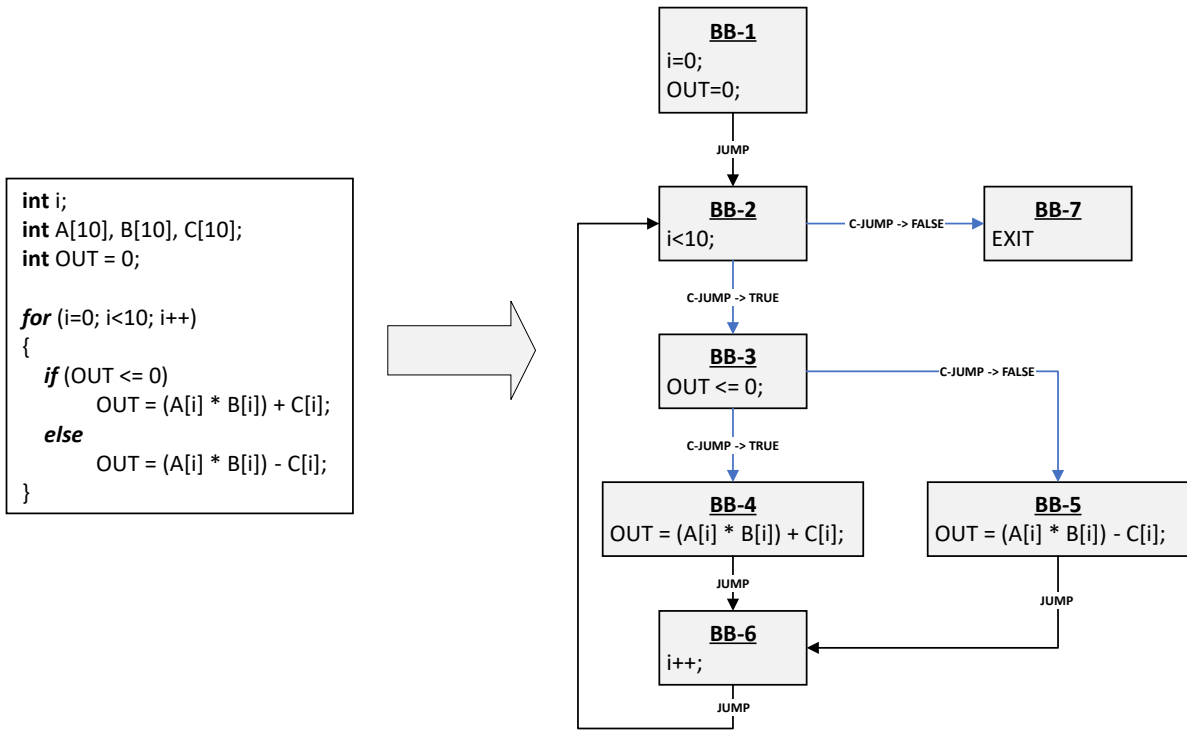 int i;
int A[10], B[10], C[10];
int OUT = 0;
for (i=0; i<10; i++)
{
if (OUT <= 0)
OUT = (A[i] * B[i]) + C[i];
else
OUT = (A[i] * B[i]) - C[i];
}
BB-1
i=0;
OUT=0;
JUMP
BB-2
i<10;
C-JUMP -> FALSE
BB-7
EXIT
C-JUMP -> TRUE
BB-3
OUT <= 0;
C-JUMP -> FALSE
C-JUMP -> TRUE
BB-4
OUT = (A[i] * B[i]) + C[i];
BB-5
OUT = (A[i] * B[i]) - C[i];
JUMP
JUMP
BB-6
i++;
JUMP